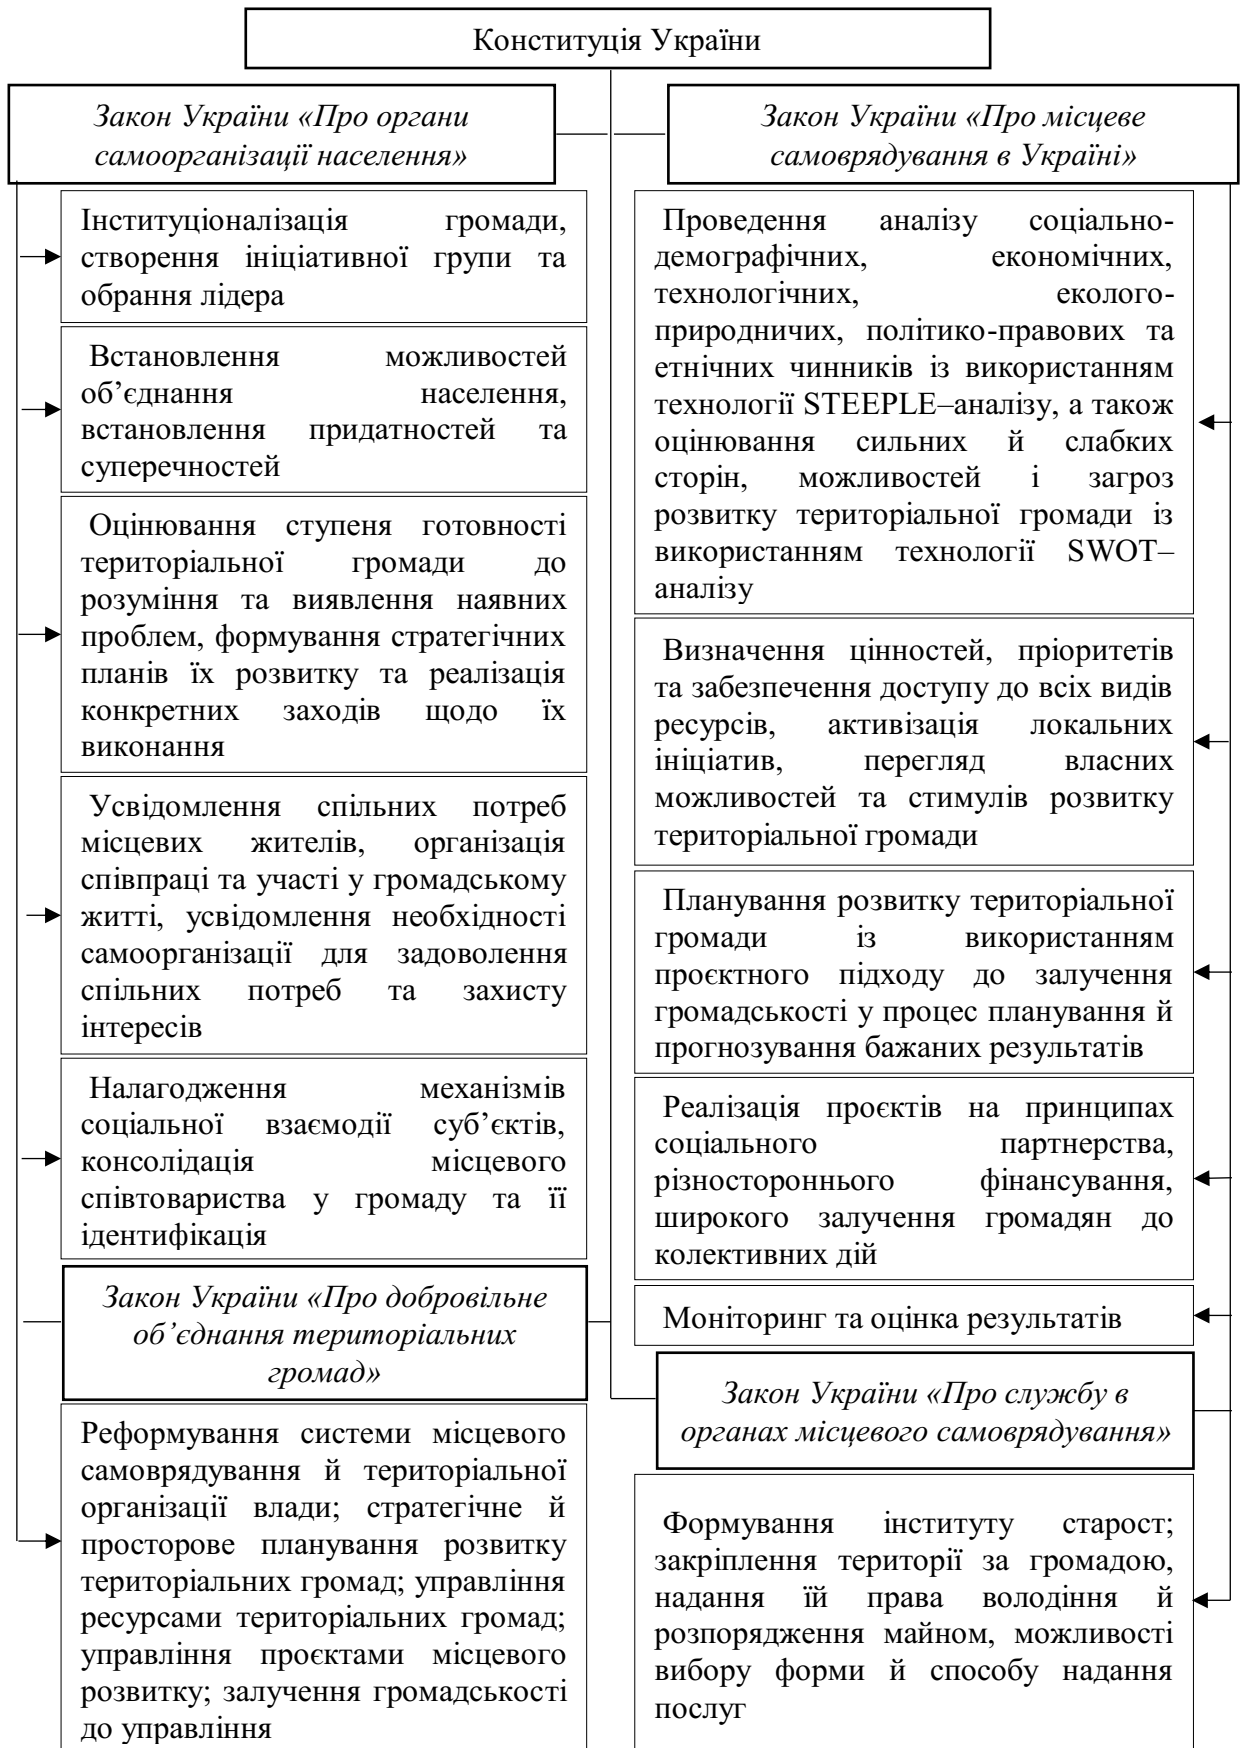 Конституція України
Закон України «Про органи
самоорганізації населення»
Інституціоналізація громади,
створення ініціативної групи та
обрання лідера
Встановлення можливостей
об’єднання населення,
встановлення придатностей та
суперечностей
Оцінювання ступеня готовності
територіальної громади до
розуміння та виявлення наявних
проблем, формування стратегічних
планів їх розвитку та реалізація
конкретних заходів щодо їх
виконання
Усвідомлення спільних потреб
місцевих жителів, організація
співпраці та участі у громадському
житті, усвідомлення необхідності
самоорганізації для задоволення
спільних потреб та захисту
інтересів
Налагодження механізмів
соціальної взаємодії суб’єктів,
консолідація місцевого
співтовариства у громаду та її
ідентифікація
Закон України «Про добровільне
об’єднання територіальних
громад»
Реформування системи місцевого
самоврядування й територіальної
організації влади; стратегічне й
просторове планування розвитку
територіальних громад; управління
ресурсами територіальних громад;
управління проєктами місцевого
розвитку; залучення громадськості
до управління
Закон України «Про місцеве
самоврядування в Україні»
Проведення аналізу соціально-
демографічних, економічних,
технологічних, еколого-
природничих, політико-правових та
етнічних чинників із використанням
технології STEEPLE–аналізу, а також
оцінювання сильних й слабких
сторін, можливостей і загроз
розвитку територіальної громади із
використанням технології SWOT–
аналізу
Визначення цінностей, пріоритетів
та забезпечення доступу до всіх видів
ресурсів, активізація локальних
ініціатив, перегляд власних
можливостей та стимулів розвитку
територіальної громади
Планування розвитку територіальної
громади із використанням
проєктного підходу до залучення
громадськості у процес планування й
прогнозування бажаних результатів
Реалізація проєктів на принципах
соціального партнерства,
різностороннього фінансування,
широкого залучення громадян до
колективних дій
Моніторинг та оцінка результатів
Закон України «Про службу в
органах місцевого самоврядування»
Формування інституту старост;
закріплення території за громадою,
надання їй права володіння й
розпорядження майном, можливості
вибору форми й способу надання
послуг